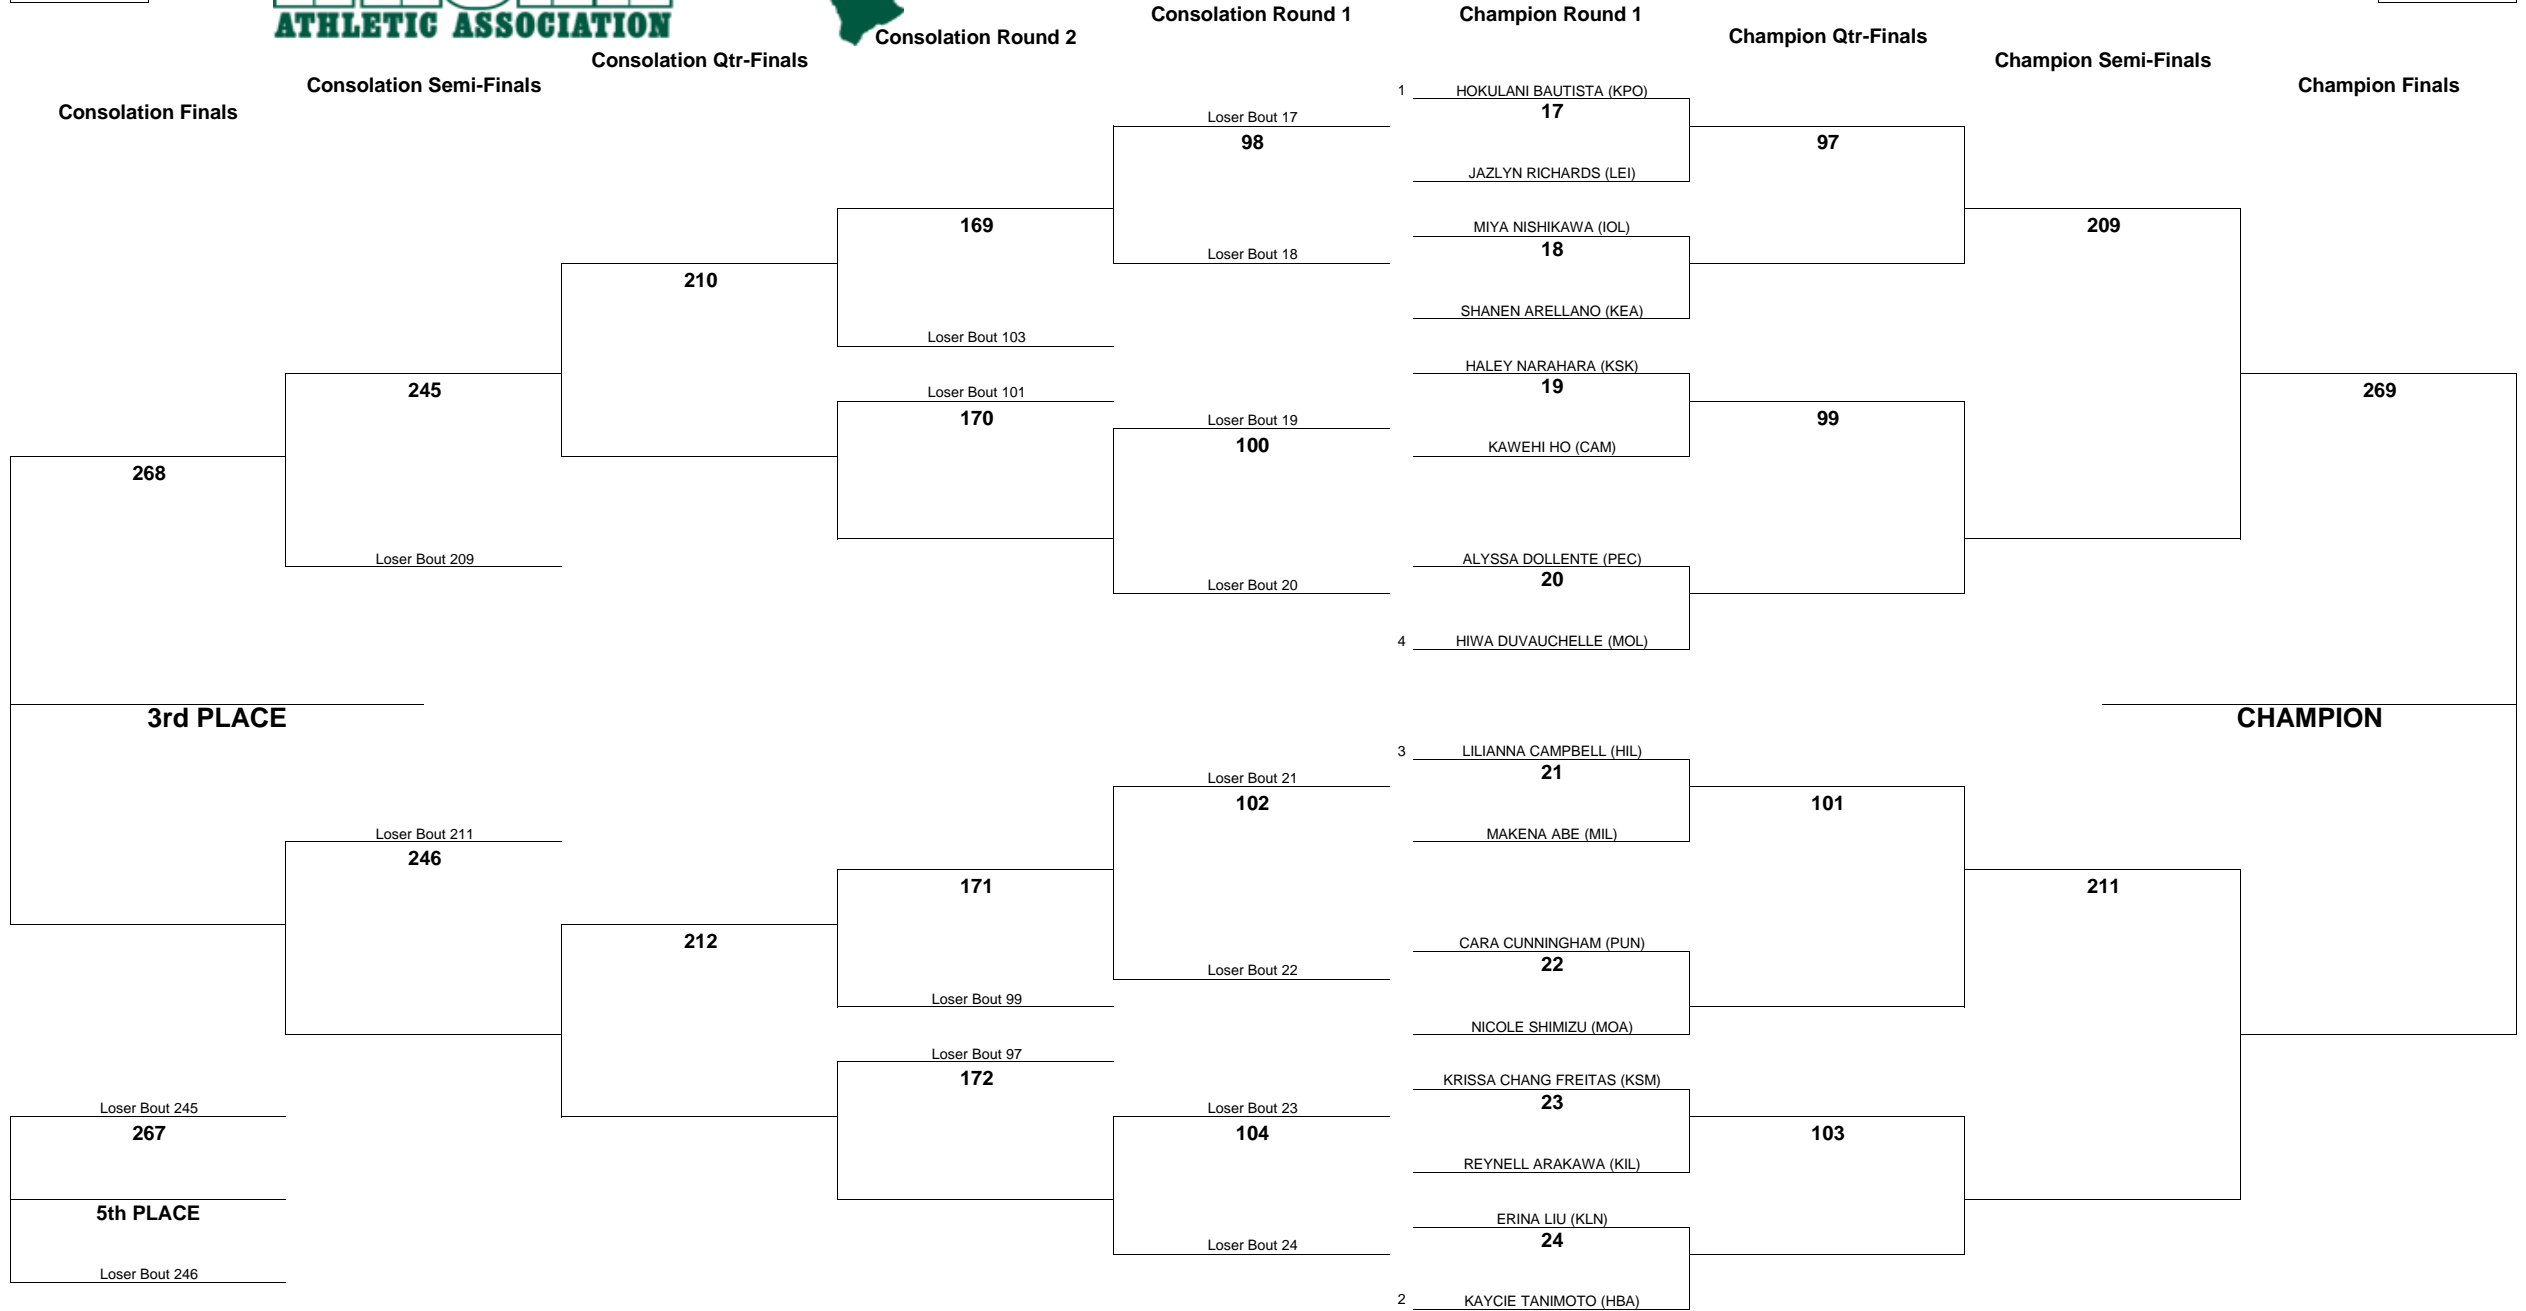 ATHLETIC ASSOCIATION
Consolation Round 1
Champion Round 1
Consolation Round 2
Champion Qtr-Finals
Consolation Qtr-Finals
Champion Semi-Finals
Consolation Semi-Finals
Champion Finals
Consolation Finals
1 HOKULANI BAUTISTA (KPO)
17
Loser Bout 17
98
97
JAZLYN RICHARDS (LEI)
169
MIYA NISHIKAWA (IOL)
209
18
Loser Bout 18
210
SHANEN ARELLANO (KEA)
Loser Bout 103
HALEY NARAHARA (KSK)
19
245
Loser Bout 101
269
170
Loser Bout 19
99
100
KAWEHI HO (CAM)
268
Loser Bout 209
ALYSSA DOLLENTE (PEC)
20
Loser Bout 20
4 HIWA DUVAUCHELLE (MOL)
3rd PLACE
CHAMPION
3 LILIANNA CAMPBELL (HIL)
21
Loser Bout 21
102
101
Loser Bout 211
MAKENA ABE (MIL)
246
171
211
212
CARA CUNNINGHAM (PUN)
22
Loser Bout 22
Loser Bout 99
NICOLE SHIMIZU (MOA)
Loser Bout 97
172
KRISSA CHANG FREITAS (KSM)
23
Loser Bout 245
Loser Bout 23
267
104
103
REYNELL ARAKAWA (KIL)
5th PLACE
ERINA LIU (KLN)
24
Loser Bout 24
Loser Bout 246
2 KAYCIE TANIMOTO (HBA)